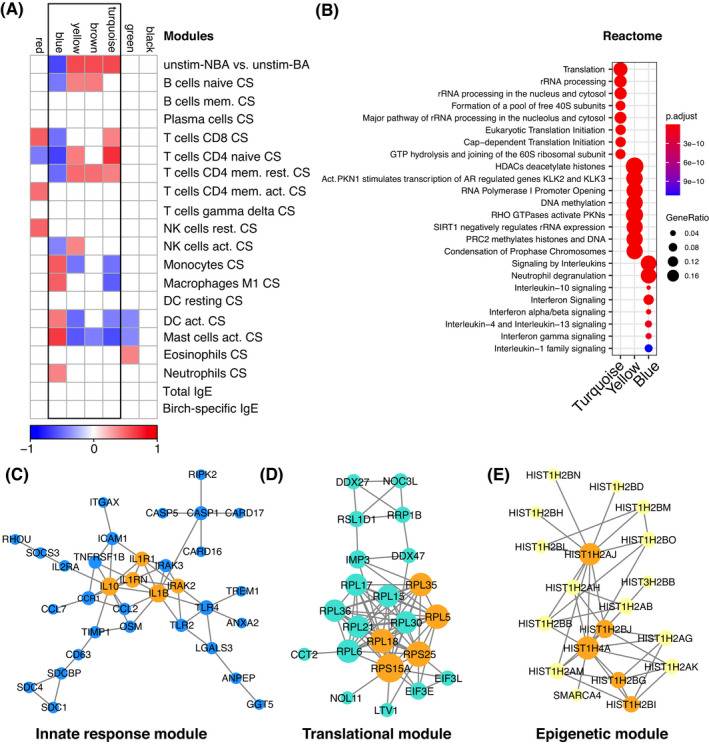 (A)
red
blue
yellow
brown
turquoise
green
black
Modules
unstim-NBA vs. unstim-BA
B cells naive CS
B cells mem. CS
Plasma cells CS
T cells CD8 CS
T cells CD4 naive CS
T cells CD4 mem. rest. CS
T cells CD4 mem. act. CS
T cells gamma delta CS
NK cells rest. CS
NK cells act. CS
Monocytes CS
Macrophages M1 CS
DC resting CS
DC act. CS
Mast cells act. CS
Eosinophils CS
Neutrophils CS
Total IgE
Birch-specific IgE
-1
0
1
(B)
Reactome
Translation
rRNA processing
rRNA processing in the nucleus and cytosol
Formation of a pool of free 40S subunits
Major pathway of rRNA processing in the nucleolus and cytosol
Eukaryotic Translation Initiation
Cap-dependent Translation Initiation
GTP hydrolysis and joining of the 60S ribosomal subunit
HDACs deacetylate histones
Act.PKN1 stimulates transcription of AR regulated genes KLK2 and KLK3
RNA Polymerase I Promoter Opening
DNA methylation
RHO GTPases activate PKNs
SIRT1 negatively regulates rRNA expression
PRC2 methylates histones and DNA
Condensation of Prophase Chromosomes
Signaling by Interleukins
Neutrophil degranulation
Interleukin-10 signaling
Interferon Signaling
Interferon alpha/beta signaling
Interleukin-4 and Interleukin-13 signaling
Interferon gamma signaling
Interleukin-1 family signaling
Turquoise
Yellow
Blue
p.adjust
3e-10
6e-10
9e-10
GeneRatio
0.04
0.08
0.12
0.16
(C)
RIPK2
ITGAX
CASP5
CASP1
CARD17
RHOU
ICAM1
CARD16
SOCS3
TNFRSF1B
IL1R1
IRAK3
IL2RA
IL10
IL1RN
IRAK2
TREM1
CCR1
IL1B
CCL7
CCL2
TLR4
TIMP1
OSM
TLR2
ANXA2
CD63
LGALS3
SDCBP
SDC4
ANPEP
SDC1
GGT5
Innate response module
(D)
DDX27
NOC3L
RSL1D1
RRP1B
IMP3
DDX47
RPL17
RPL15
RPL35
RPL36
RPL5
RPL21
RPL30
RPL18
CCT2
RPL6
RPS25
RPS15A
EIF3L
EIF3E
NOL11
LTV1
Translational module
(E)
HIST1H2BN
HIST1H2BD
HIST1H2BH
HIST1H2BM
HIST1H2BL
HIST1H2BO
HIST1H2AJ
HIST1H2AH
HIST3H2BB
HIST1H2AB
HIST1H2BB
HIST1H2BJ
HIST1H2AG
HIST1H4A
HIST1H2AM
HIST1H2AK
HIST1H2BG
SMARCA4
HIST1H2BI
Epigenetic module